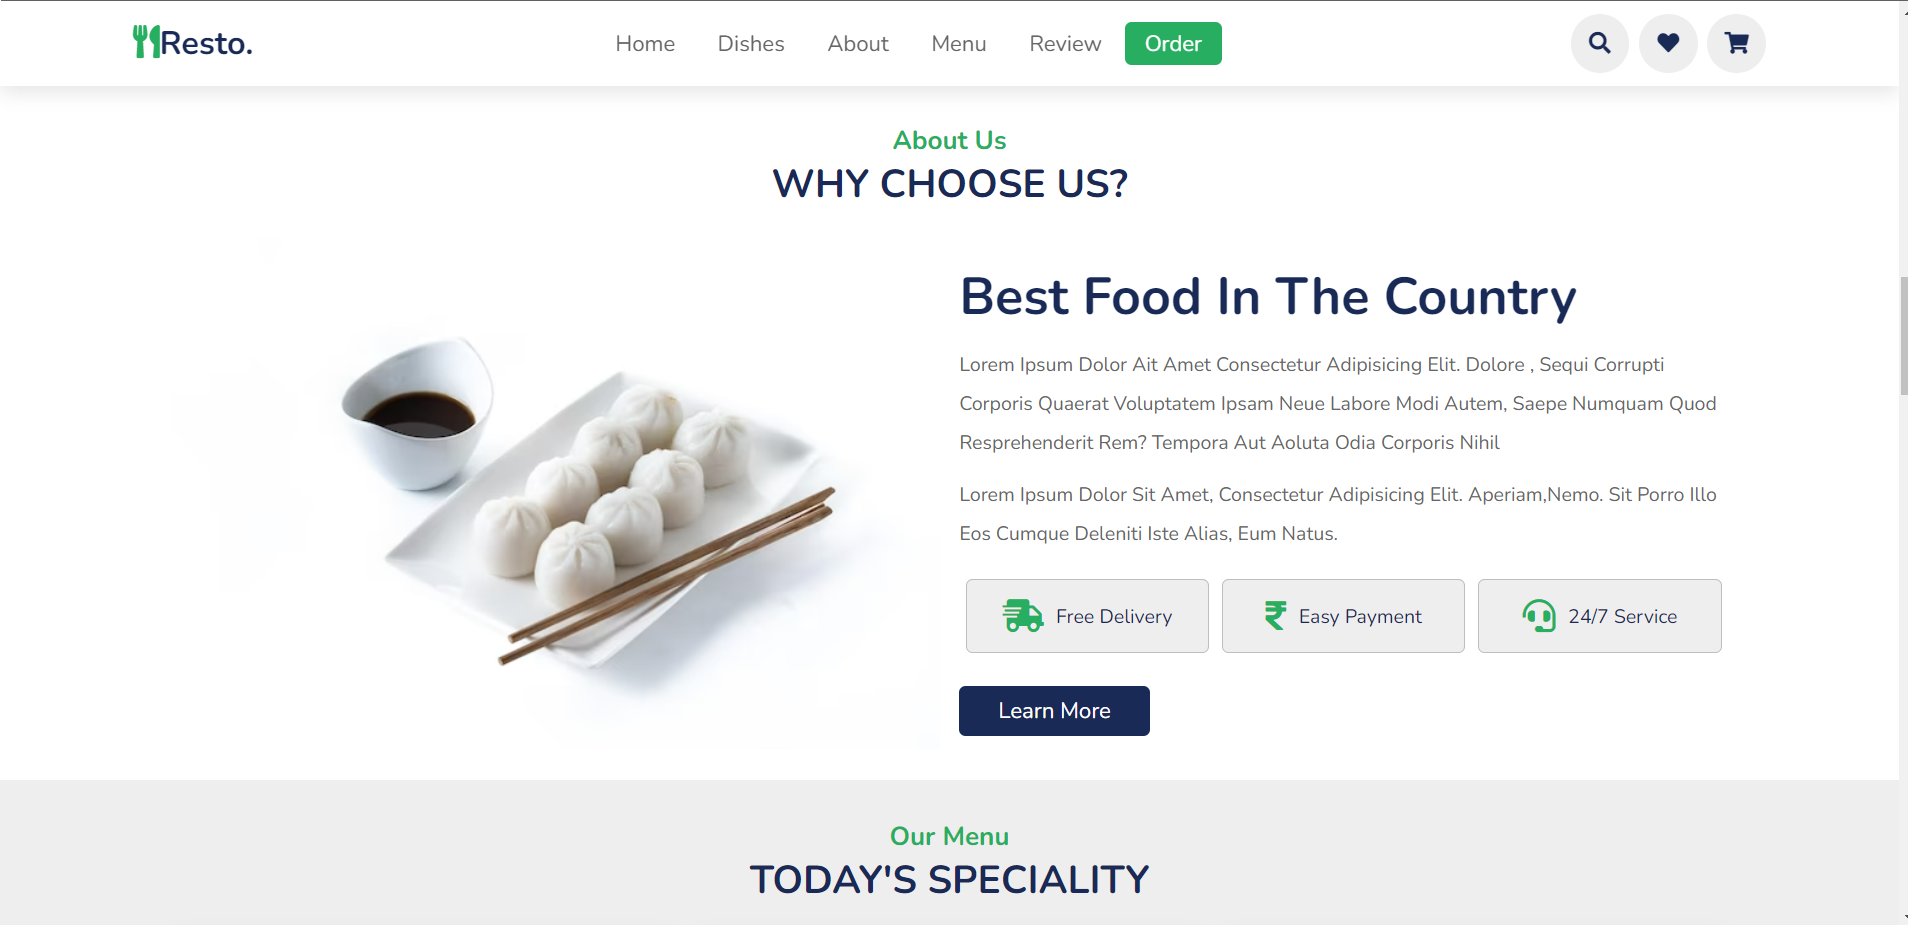 Resto.
Home Dishes About Menu Review Order
About Us
WHY CHOOSE US?
Best Food In The Country
Lorem Ipsum Dolor Ait Amet Consectetur Adipisicing Elit. Dolore , Sequi Corrupti
Corporis Quaerat Voluptatem Ipsam Neue Labore Modi Autem, Saepe Numquam Quod
Resprehenderit Rem? Tempora Aut Aoluta Odia Corporis Nihil
Lorem Ipsum Dolor Sit Amet, Consectetur Adipisicing Elit. Aperiam,Nemo. Sit Porro Illo
Eos Cumque Deleniti Iste Alias, Eum Natus.
Free Delivery
₹ Easy Payment
24/7 Service
Learn More
Our Menu
TODAY'S SPECIALITY